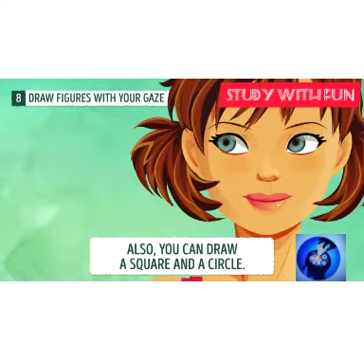 8 DRAW FIGURES WITH YOUR GAZE
STUDY WITH FUN
ALSO, YOU CAN DRAW
A SQUARE AND A CIRCLE.